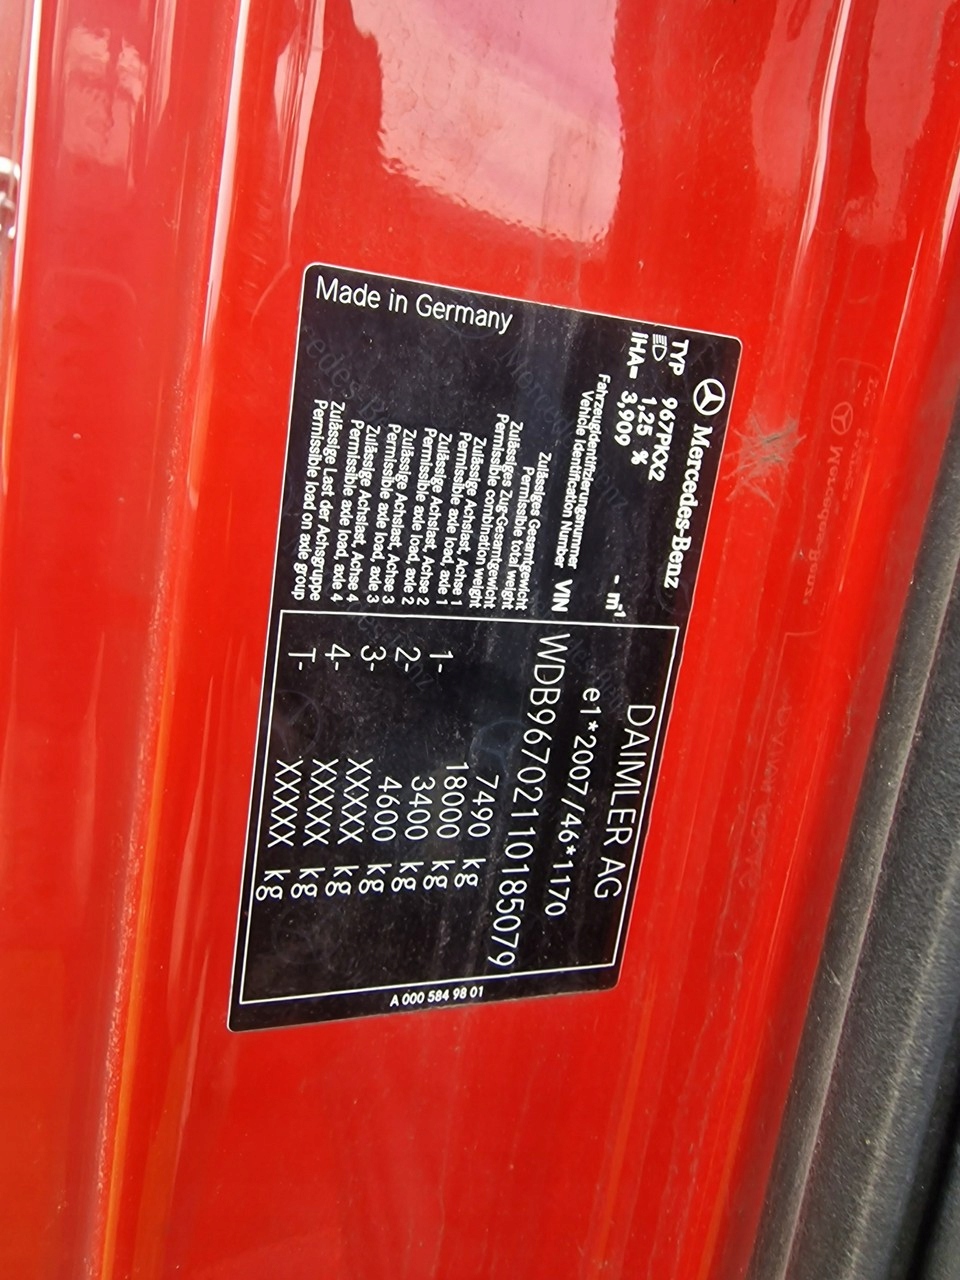 Mercedes-Benz
TYP 967PKX2
1,25 %
IHA= 3,909
- m-1
DAIMLER AG
e1*2007/46*1170
Fahrzeugidentifizierungsnummer
Vehicle Identification Number VIN WDB9670211O185079
Zulässiges Gesamtgewicht
Permissible total weight 7490 kg
Zulässiges Zug-Gesamtgewicht
Permissible combination weight 18000 kg
Zulässige Achslast, Achse 1
Permissible axle load, axle 1 1- 3400 kg
Zulässige Achslast, Achse 2
Permissible axle load, axle 2 2- 4600 kg
Zulässige Achslast, Achse 3
Permissible axle load, axle 3 3- XXXXX kg
Zulässige Achslast, Achse 4
Permissible axle load, axle 4 4- XXXXX kg
Zulässige Last der Achsgruppe
Permissible load on axle group T- XXXXX kg
Made in Germany
A 000 584 98 01